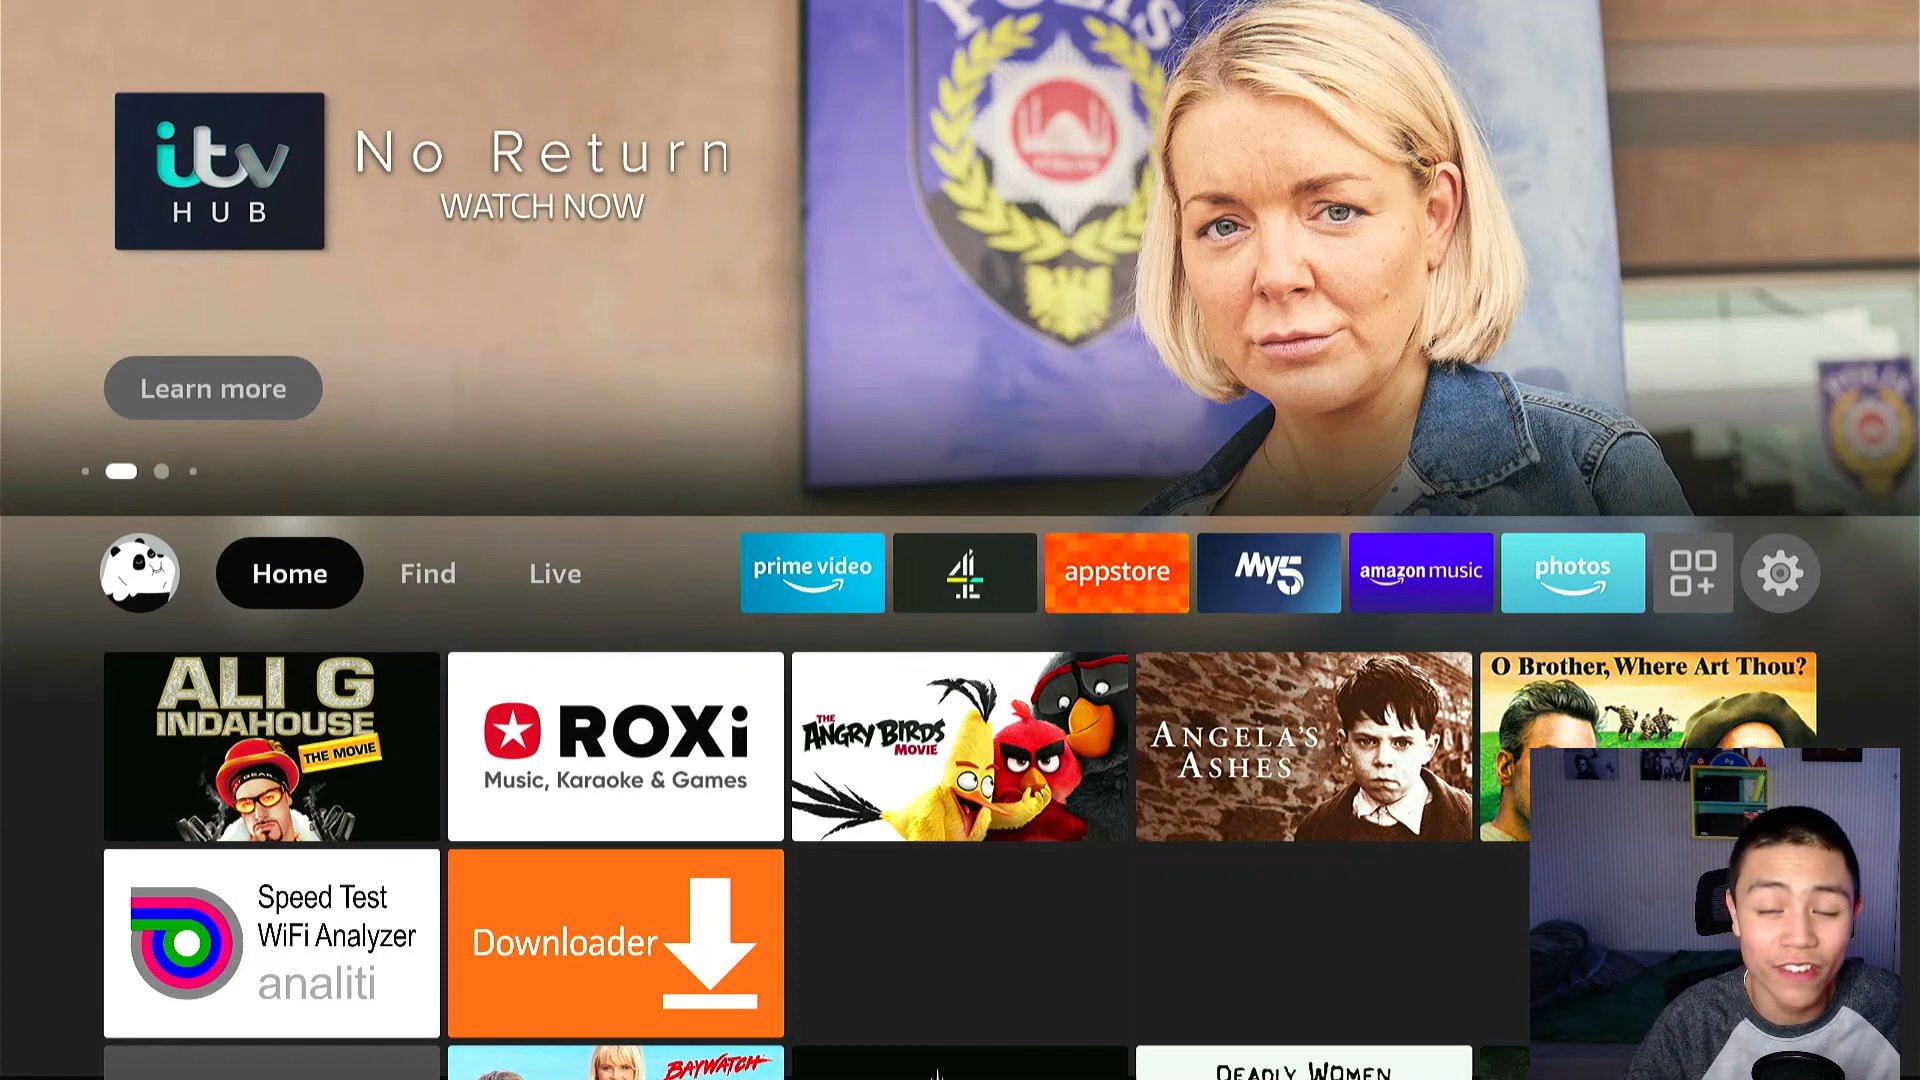 POLIS
itv
HUB
No Return
WATCH NOW
Learn more
Home
Find
Live
prime video
4
appstore
My5
amazon music
photos
ALI G
INDAHOUSE
THE MOVIE
ROXi
Music, Karaoke & Games
THE
ANGRY BIRDS
MOVIE
ANGELA'S
ASHES
O Brother, Where Art Thou?
Speed Test
WiFi Analyzer
analiti
Downloader
BAYWATCH
DEADLY WOMEN